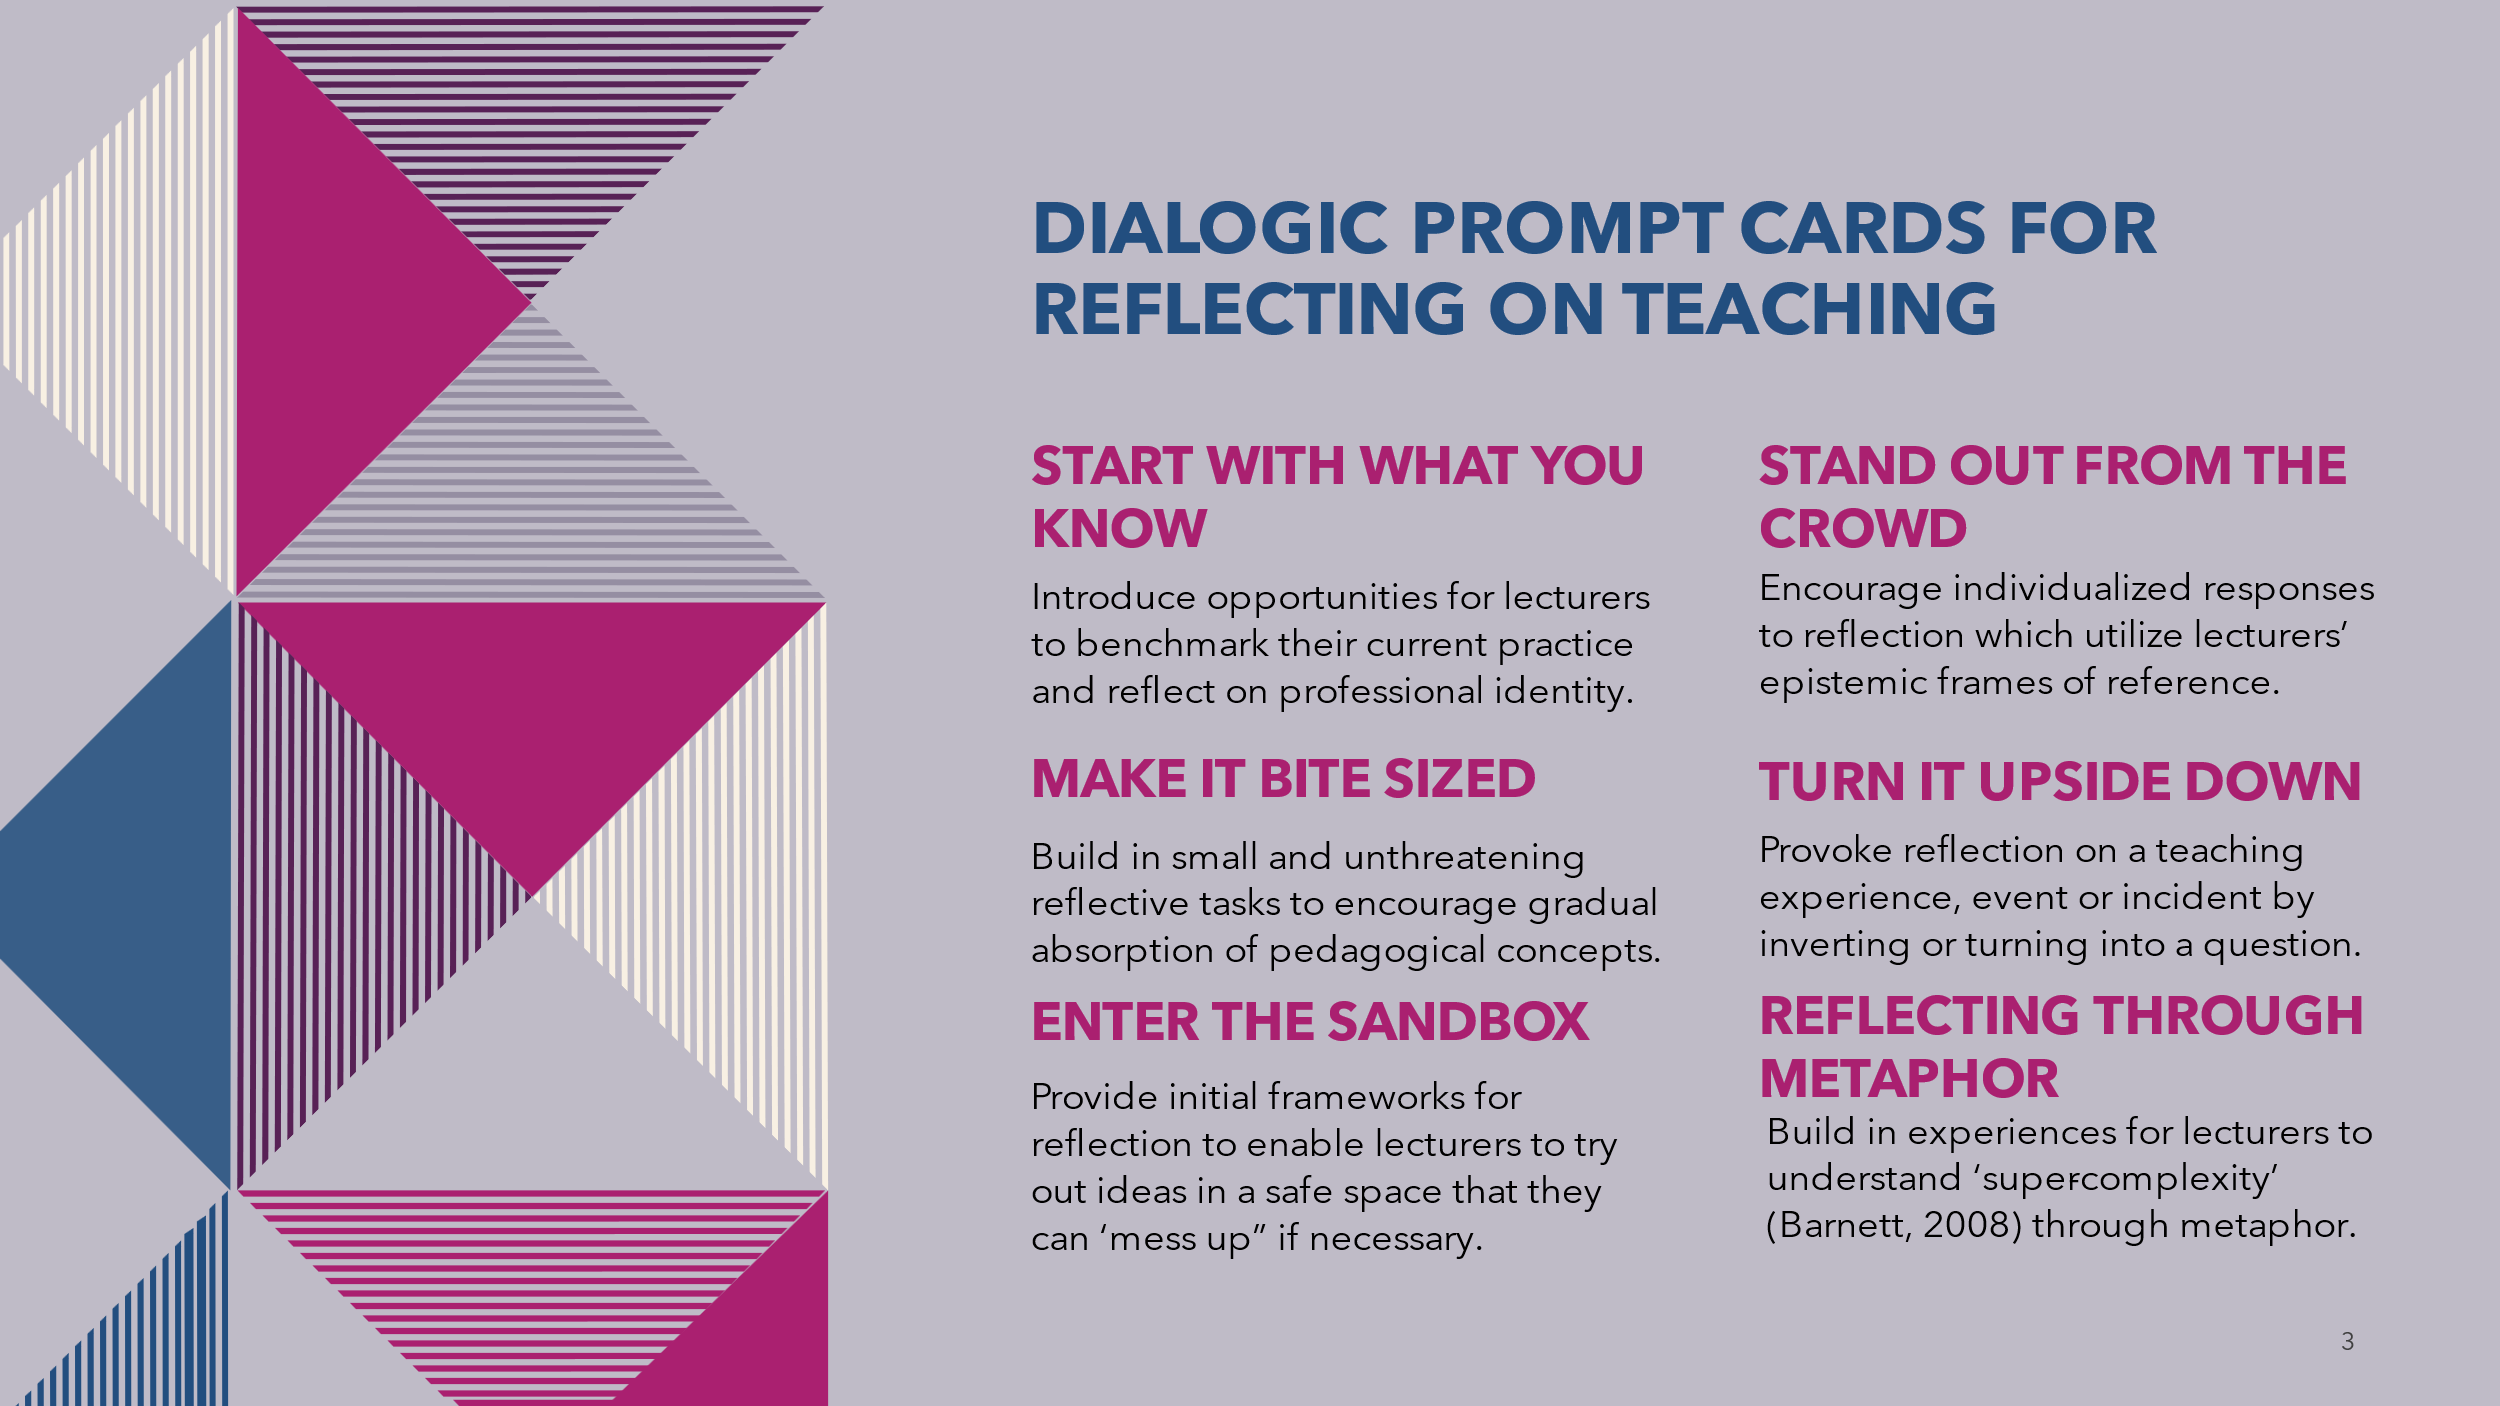 DIALOGIC PROMPT CARDS FOR
REFLECTING ON TEACHING
START WITH WHAT YOU
KNOW
Introduce opportunities for lecturers
to benchmark their current practice
and reflect on professional identity.
MAKE IT BITE SIZED
Build in small and unthreatening
reflective tasks to encourage gradual
absorption of pedagogical concepts.
ENTER THE SANDBOX
Provide initial frameworks for
reflection to enable lecturers to try
out ideas in a safe space that they
can ‘mess up” if necessary.
STAND OUT FROM THE
CROWD
Encourage individualized responses
to reflection which utilize lecturers’
epistemic frames of reference.
TURN IT UPSIDE DOWN
Provoke reflection on a teaching
experience, event or incident by
inverting or turning into a question.
REFLECTING THROUGH
METAPHOR
Build in experiences for lecturers to
understand ‘super-complexity’
(Barnett, 2008) through metaphor.
3